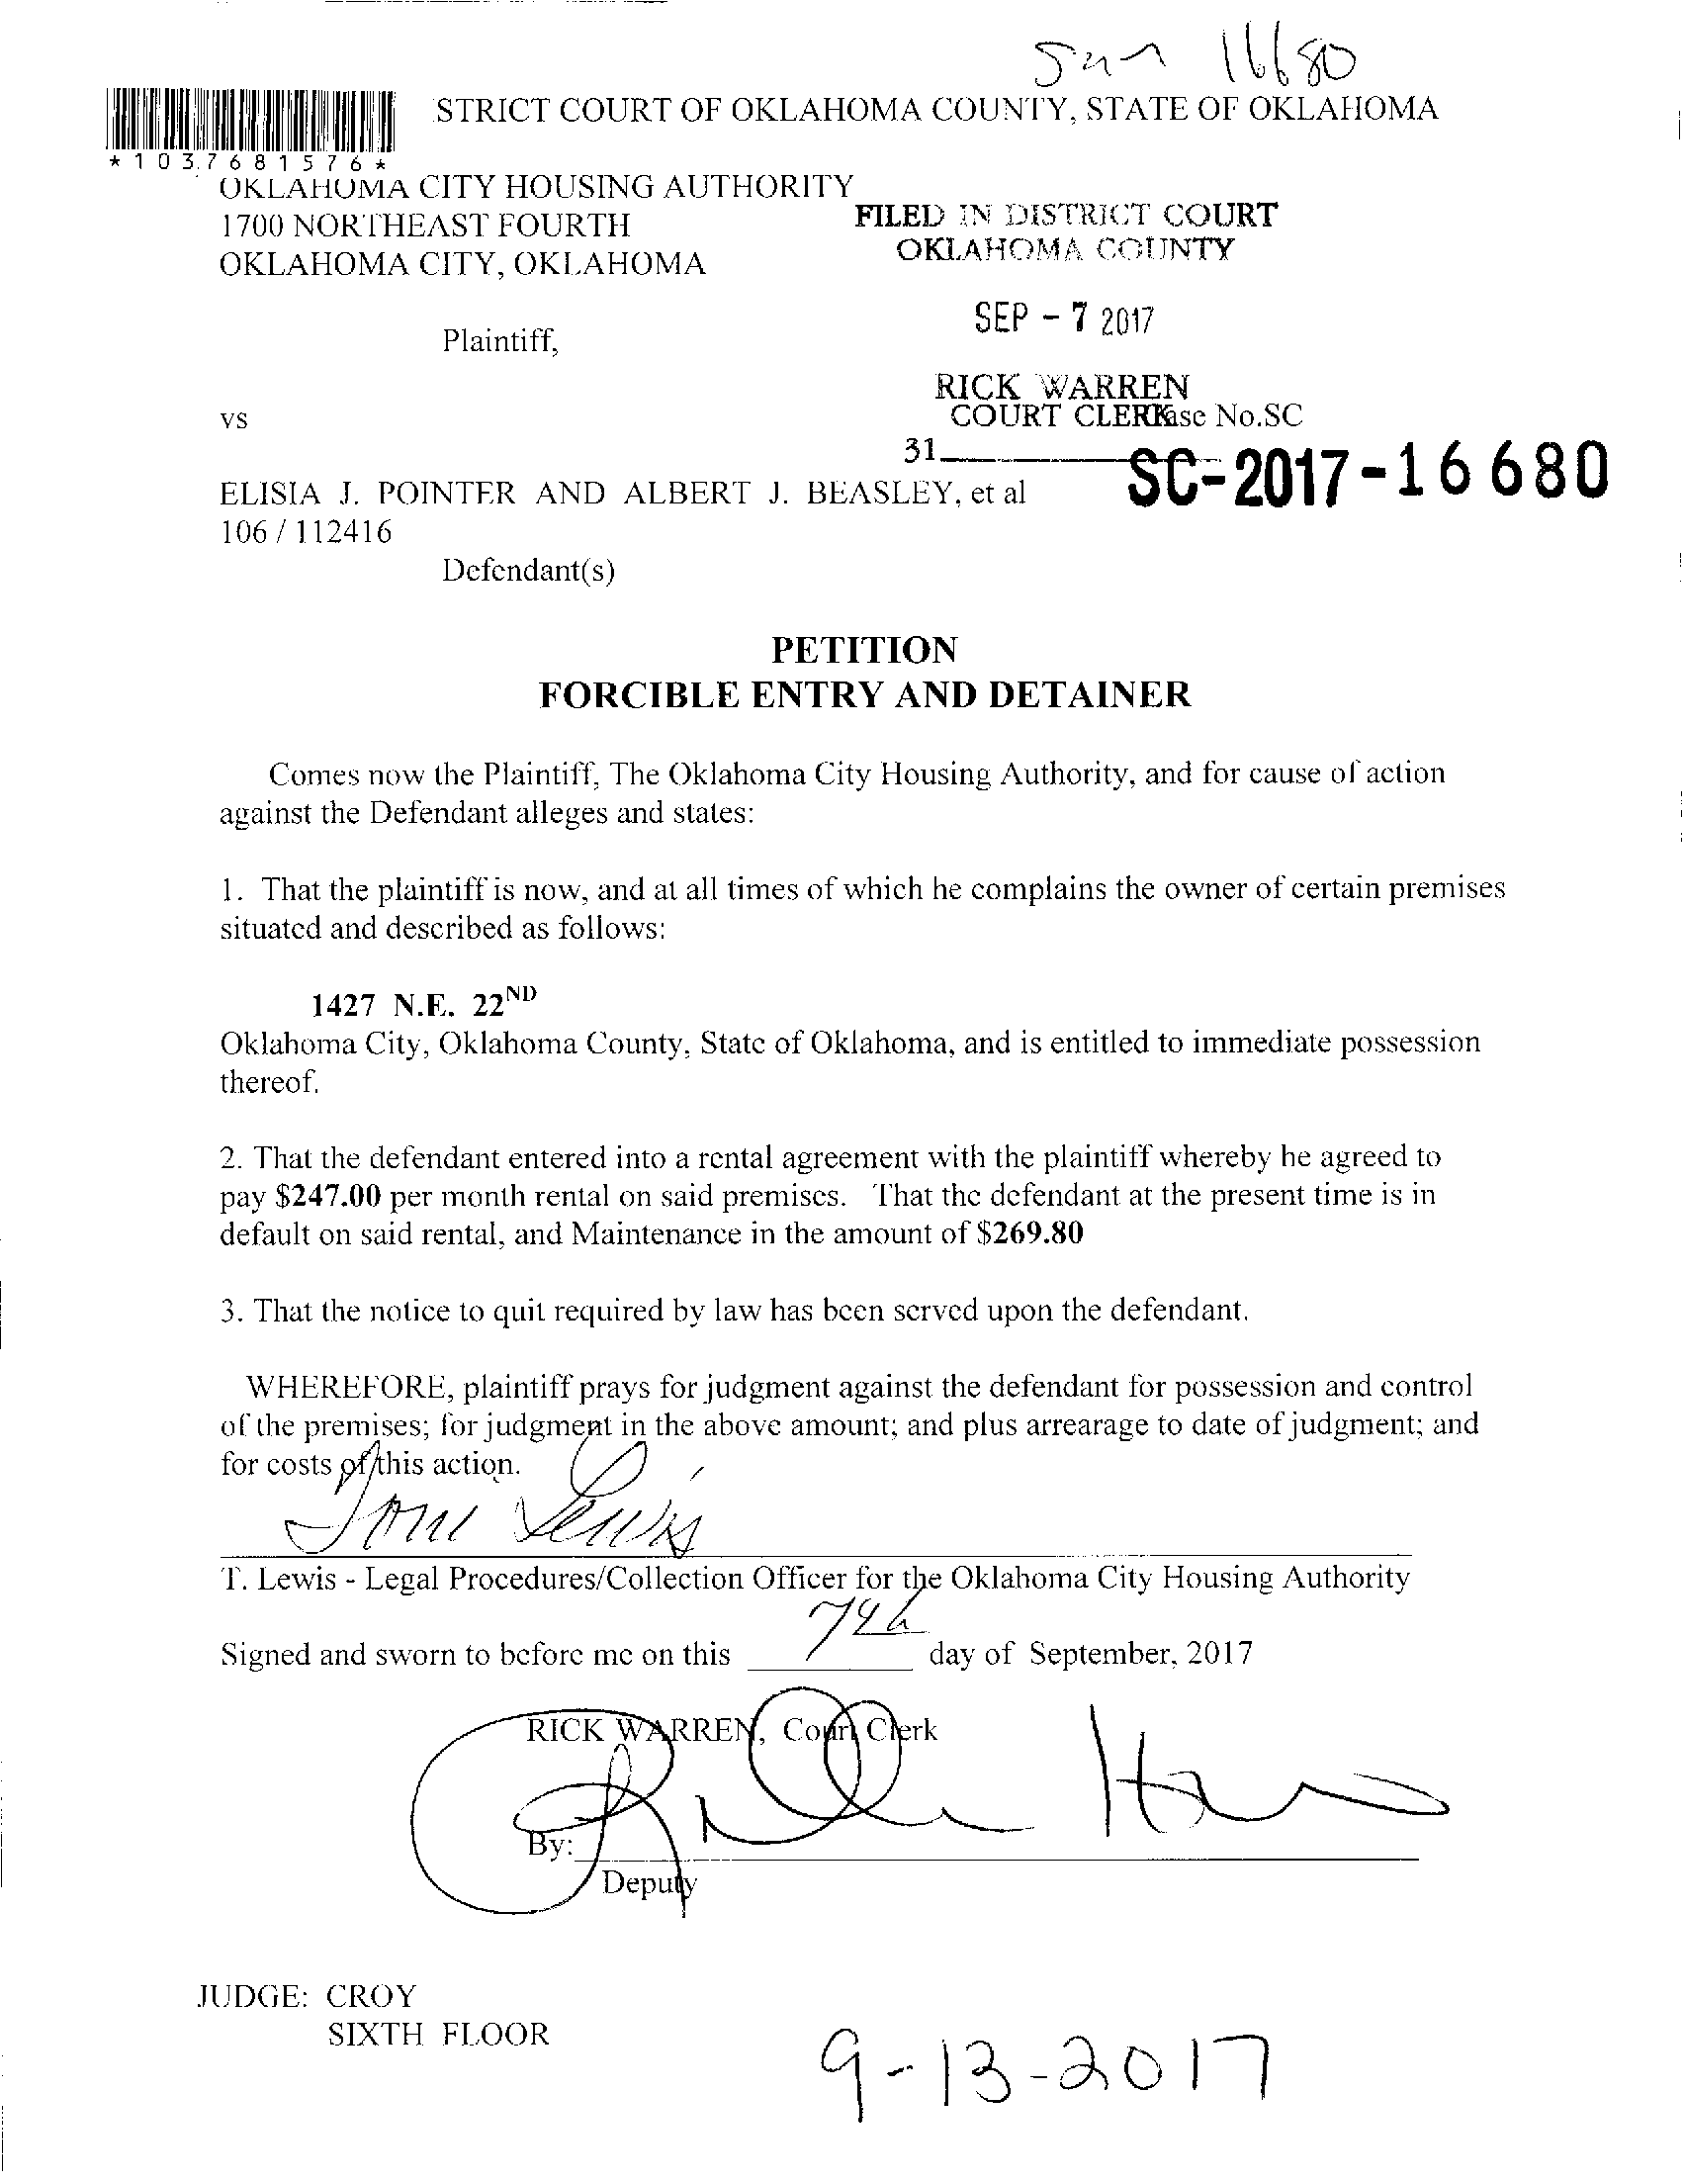 16680
STRICT COURT OF OKLAHOMA COUNTY, STATE OF OKLAHOMA
*1037681576*
OKLAHOMA CITY HOUSING AUTHORITY
1700 NORTHEAST FOURTH
OKLAHOMA CITY, OKLAHOMA
FILED IN DISTRICT COURT
OKLAHOMA COUNTY
SEP - 7 2017
Plaintiff,
RICK WARREN
COURT CLERK
Case No.SC
vs
31
SC-2017-16680
ELISIA J. POINTER AND ALBERT J. BEASLEY, et al
106 / 112416
Defendant(s)
PETITION
FORCIBLE ENTRY AND DETAINER
Comes now the Plaintiff, The Oklahoma City Housing Authority, and for cause of action
against the Defendant alleges and states:
1. That the plaintiff is now, and at all times of which he complains the owner of certain premises
situated and described as follows:
1427 N.E. 22ND
Oklahoma City, Oklahoma County, State of Oklahoma, and is entitled to immediate possession
thereof.
2. That the defendant entered into a rental agreement with the plaintiff whereby he agreed to
pay $247.00 per month rental on said premises. That the defendant at the present time is in
default on said rental, and Maintenance in the amount of $269.80
3. That the notice to quit required by law has been served upon the defendant.
WHEREFORE, plaintiff prays for judgment against the defendant for possession and control
of the premises; for judgment in the above amount; and plus arrearage to date of judgment; and
for costs of this action.
Lewis
T. Lewis - Legal Procedures/Collection Officer for the Oklahoma City Housing Authority
Signed and sworn to before me on this 7th day of September, 2017
RICK WARREN, Court Clerk
By:
Deputy
JUDGE: CROY
SIXTH FLOOR
9-13-2017